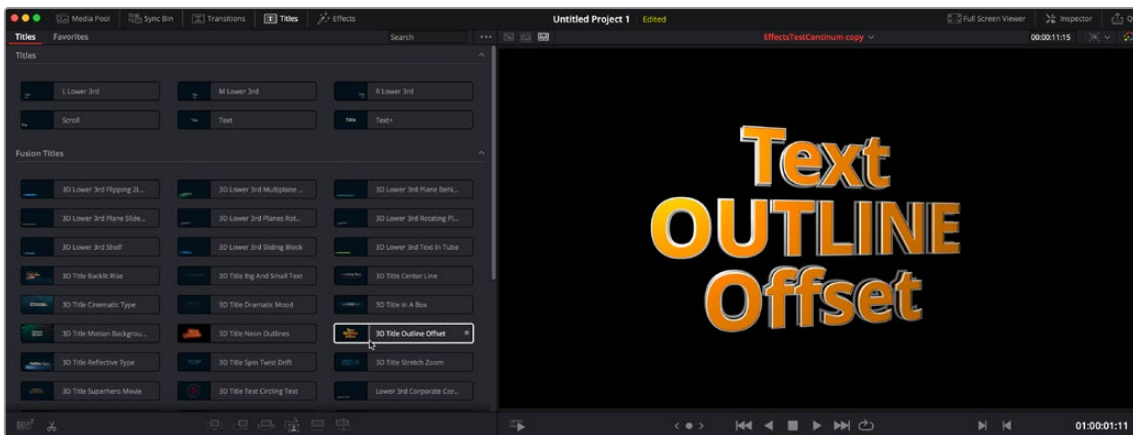 Media Pool Sync Bin Transitions Titles Effects Untitled Project 1 Edited Full Screen Viewer Inspector
Titles Favorites Search EffectsTestContinum copy 00:00:11:15
Titles
L Lower 3rd M Lower 3rd R Lower 3rd
Scroll Text Title Text+
Fusion Titles
3D Lower 3rd Flipping 2L... 3D Lower 3rd Multiplane ... 3D Lower 3rd Plane Behi...
3D Lower 3rd Plane Slide... 3D Lower 3rd Planes Rot... 3D Lower 3rd Rotating Pl...
3D Lower 3rd Shelf 3D Lower 3rd Sliding Block 3D Lower 3rd Text In Tube
3D Title Backlit Rise 3D Title Big And Small Text 3D Title Center Line
3D Title Cinematic Type 3D Title Dramatic Mood 3D Title In A Box
3D Title Motion Backgrou... 3D Title Neon Outlines 3D Title Outline Offset
3D Title Reflective Type 3D Title Spin Twist Drift 3D Title Stretch Zoom
3D Title Superhero Movie 3D Title Text Circling Text Lower 3rd Corporate Cor...
Text
OUTLINE
Offset
01:00:01:11